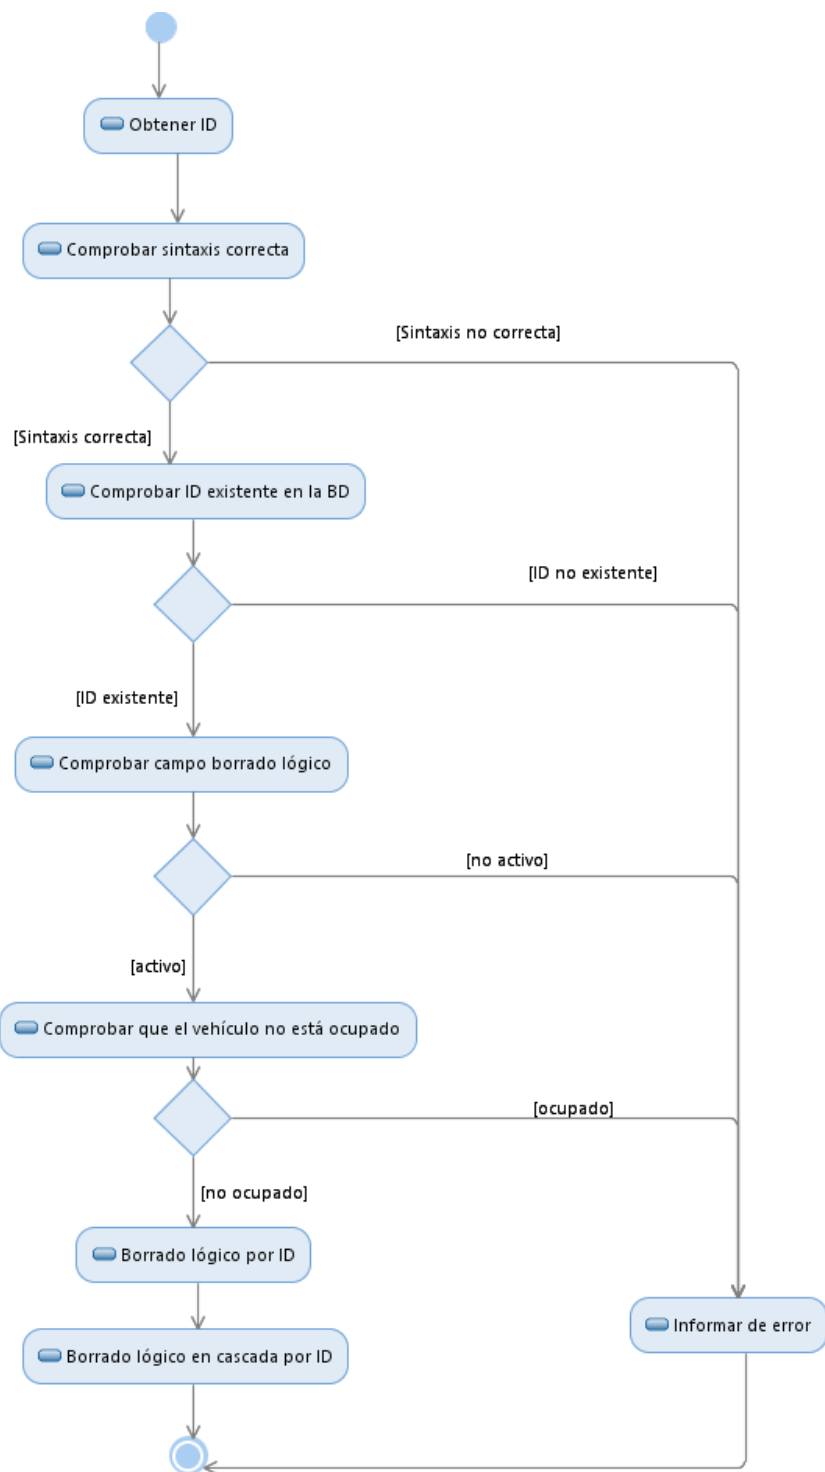 Obtener ID
Comprobar sintaxis correcta
[Sintaxis no correcta]
[Sintaxis correcta]
Comprobar ID existente en la BD
[ID no existente]
[ID existente]
Comprobar campo borrado lógico
[no activo]
[activo]
Comprobar que el vehículo no está ocupado
[ocupado]
[no ocupado]
Borrado lógico por ID
Informar de error
Borrado lógico en cascada por ID